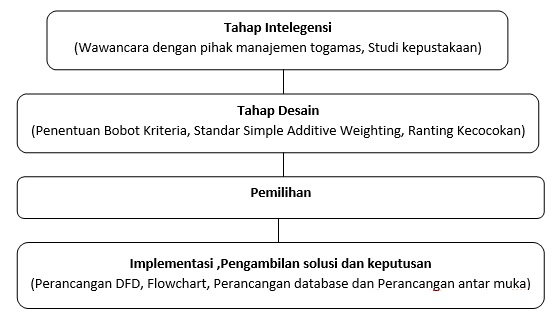 Tahap Intelegensi
(Wawancara dengan pihak manajemen togamas, Studi kepustakaan)
Tahap Desain
(Penentuan Bobot Kriteria, Standar Simple Additive Weighting, Ranting Kecocokan)
Pemilihan
Implementasi ,Pengambilan solusi dan keputusan
(Perancangan DFD, Flowchart, Perancangan database dan Perancangan antar muka)